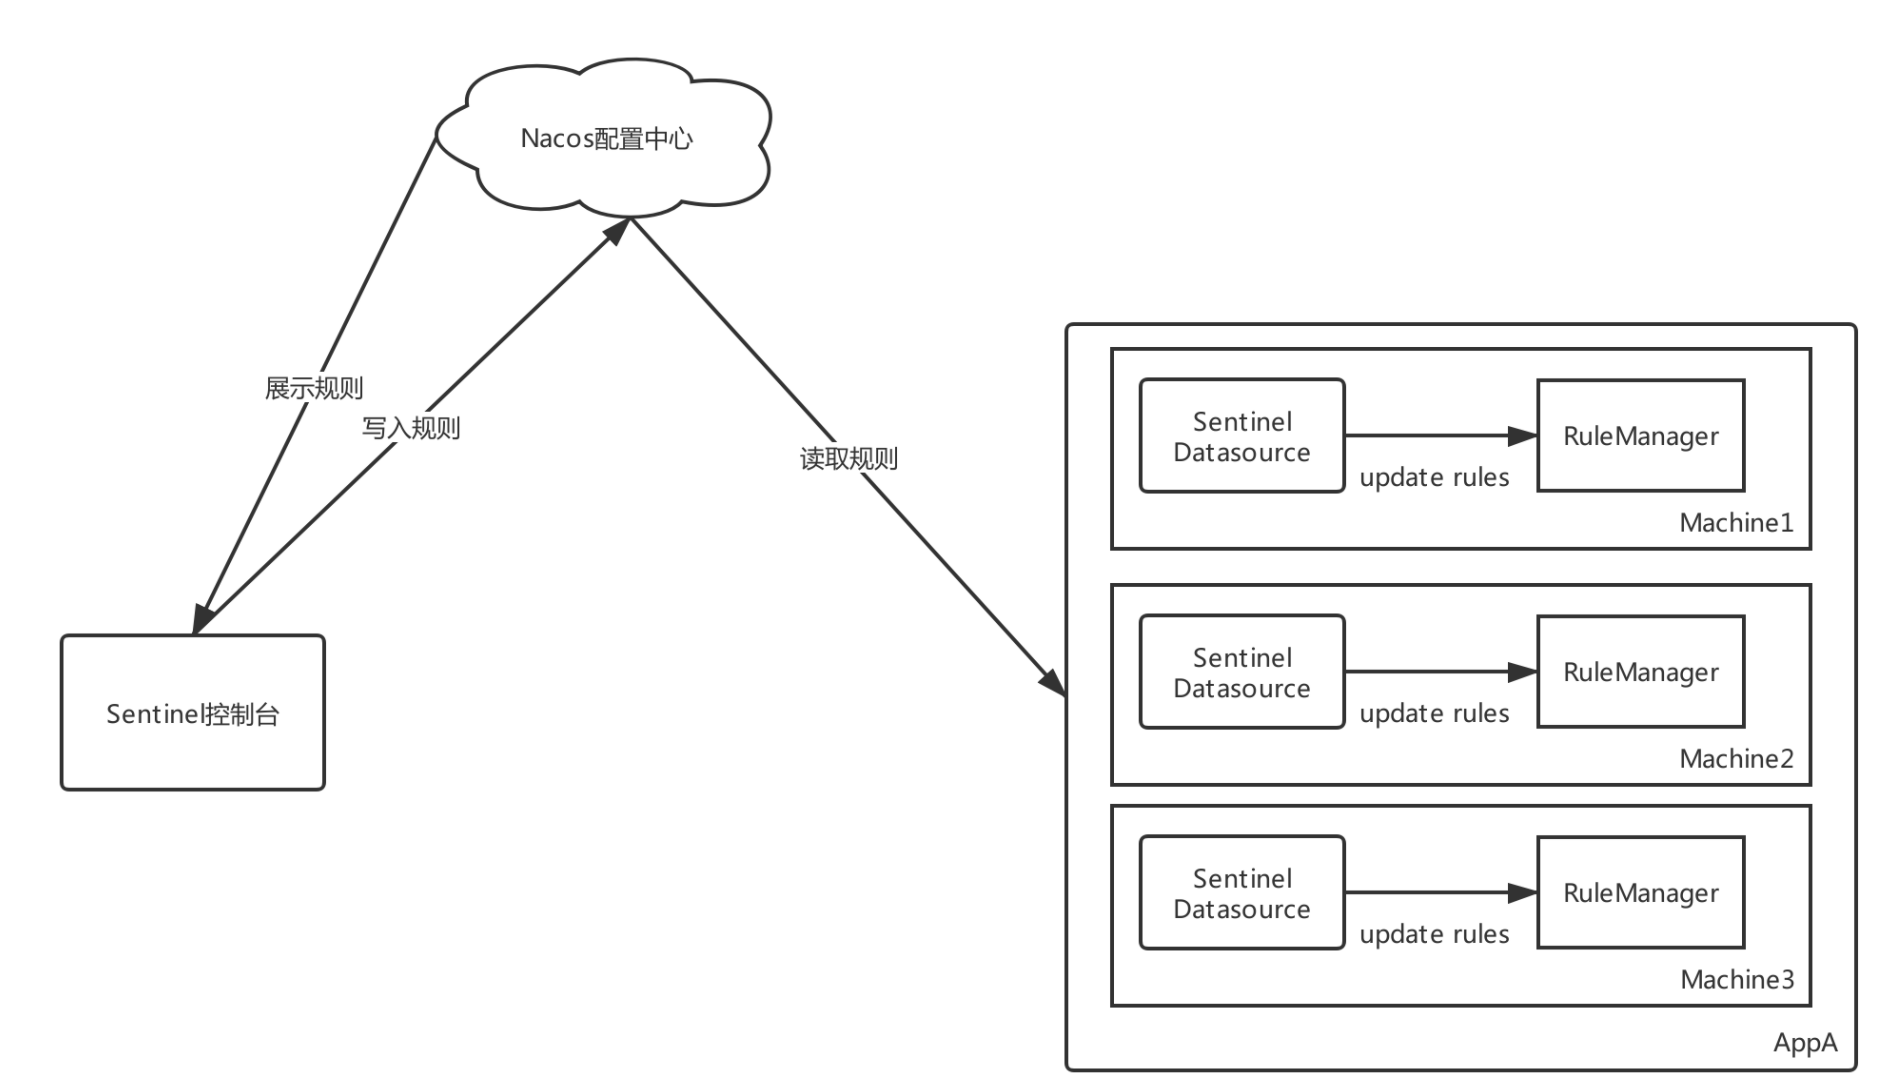 Nacos配置中心
展示规则
写入规则
读取规则
Sentinel控制台
Sentinel
Datasource
update rules
RuleManager
Machine1
Sentinel
Datasource
update rules
RuleManager
Machine2
Sentinel
Datasource
update rules
RuleManager
Machine3
AppA